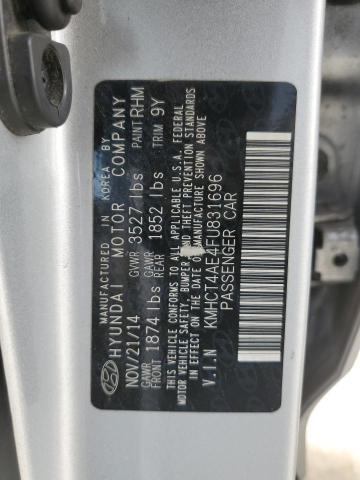 MANUFACTURED IN KOREA BY
HYUNDAI MOTOR COMPANY
NOV/21/14 GVWR 3527 lbs PAINT RHM
GAWR FRONT 1874 lbs GAWR REAR 1852 lbs TRIM 9Y
THIS VEHICLE CONFORMS TO ALL APPLICABLE U.S.A. FEDERAL
MOTOR VEHICLE SAFETY, BUMPER AND THEFT PREVENTION STANDARDS
IN EFFECT ON THE DATE OF MANUFACTURE SHOWN ABOVE
V.I.N KMHCT4AE4FU831696
PASSENGER CAR